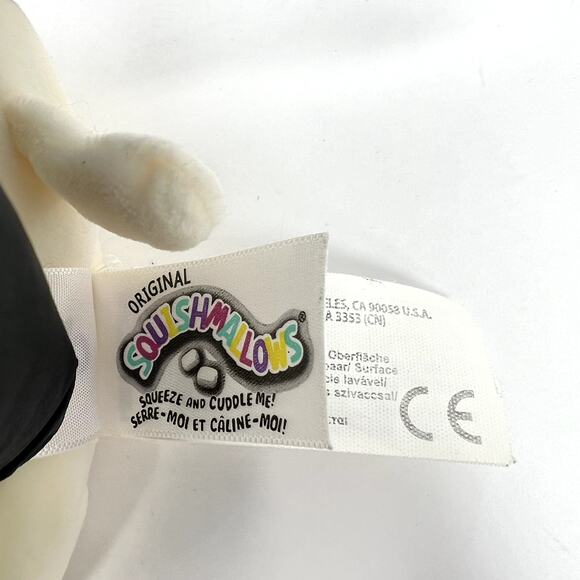 ORIGINAL
SQUISHMALLOWS®
SQUEEZE AND CUDDLE ME!
SERRE-MOI ET CÂLINE-MOI!
ELES, CA 90058 U.S.A.
A 3353 (CN)
Oberfläche
bar/ Surface
cie lavável/
s szivaccsal/
CE